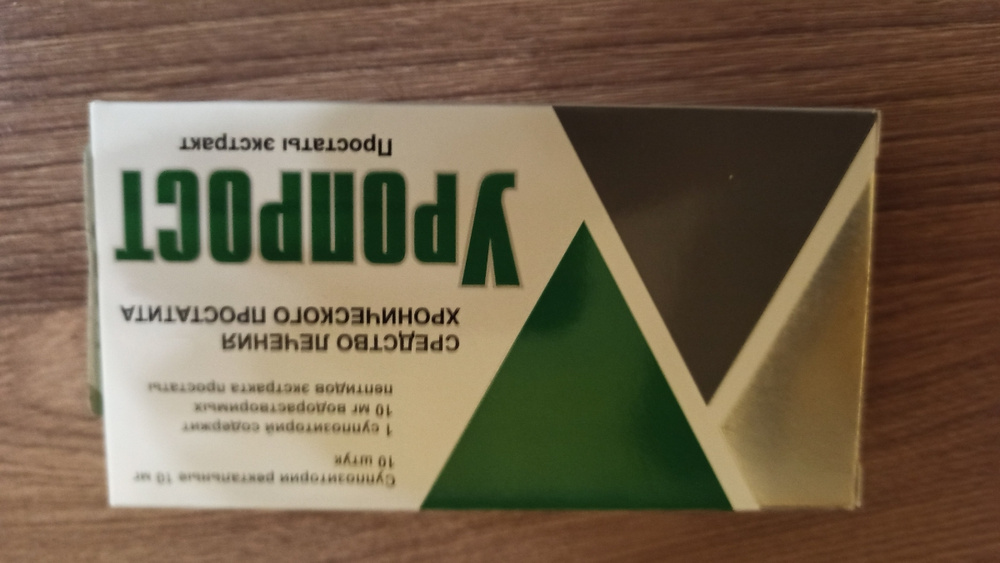 Простаты экстракт
УРОПРОСТ
СРЕДСТВО ЛЕЧЕНИЯ
ХРОНИЧЕСКОГО ПРОСТАТИТА
1 суппозиторий содержит
10 мг водорастворимых
пептидов экстракта простаты
Суппозитории ректальные 10 мг
10 штук